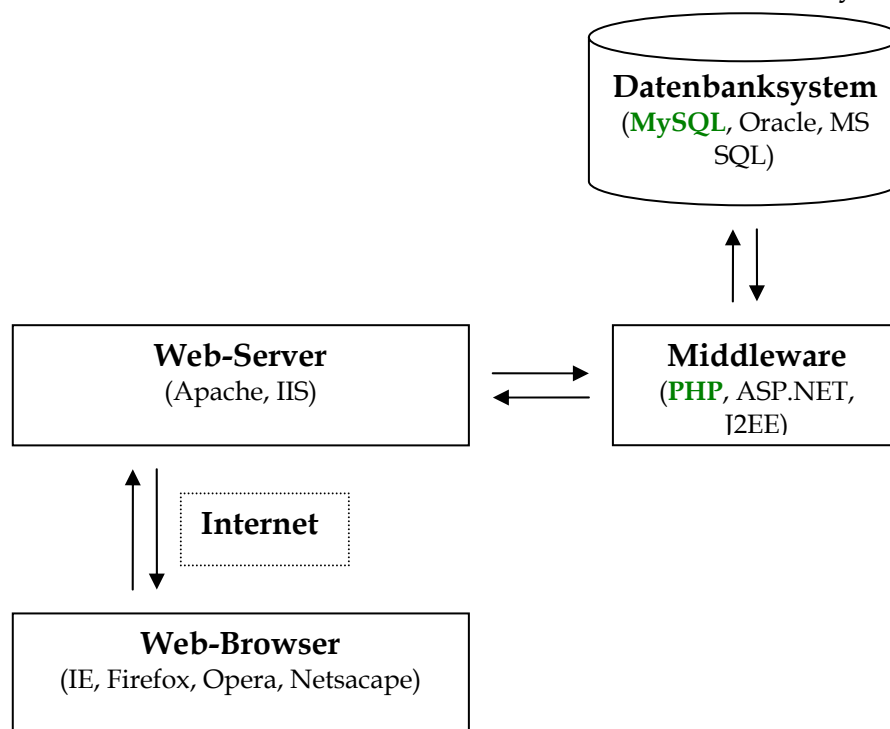 Datenbanksystem
(MySQL, Oracle, MS
SQL)
Web-Server
(Apache, IIS)
Middleware
(PHP, ASP.NET,
J2EE)
Internet
Web-Browser
(IE, Firefox, Opera, Netsacape)